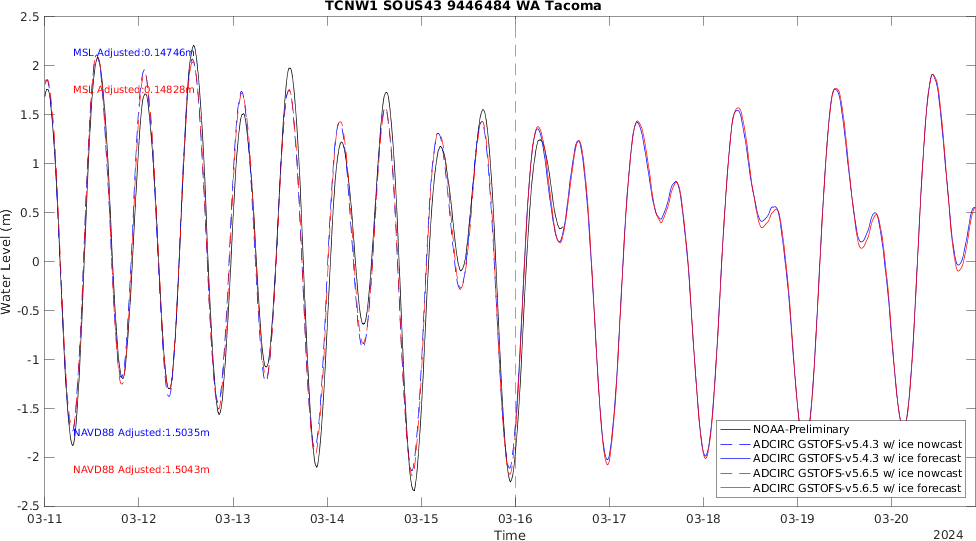 TCNW1 SOUS43 9446484 WA Tacoma
Water Level (m)
2.5
2
1.5
1
0.5
0
-0.5
-1
-1.5
-2
-2.5
MSL Adjusted:0.14746m
MSL Adjusted:0.14828m
NAVD88 Adjusted:1.5035m
NAVD88 Adjusted:1.5043m
NOAA-Preliminary
ADCIRC GSTOFS-v5.4.3 w/ ice nowcast
ADCIRC GSTOFS-v5.4.3 w/ ice forecast
ADCIRC GSTOFS-v5.6.5 w/ ice nowcast
ADCIRC GSTOFS-v5.6.5 w/ ice forecast
03-11 03-12 03-13 03-14 03-15 03-16 03-17 03-18 03-19 03-20
Time
2024